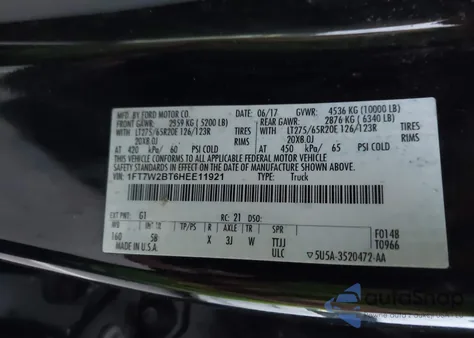 MFD. BY FORD MOTOR CO. 06/17 GVWR: 4536 KG (10000 LB)
FRONT GAWR: 2359 KG ( 5200 LB) REAR GAWR: 2876 KG ( 6340 LB)
WITH LT275/65R20E 126/123R TIRES WITH LT275/65R20E 126/123R TIRES
20X8.0J RIMS 20X8.0J RIMS
AT 420 kPa/ 60 PSI COLD AT 450 kPa/ 65 PSI COLD
THIS VEHICLE CONFORMS TO ALL APPLICABLE FEDERAL MOTOR VEHICLE
SAFETY STANDARDS IN EFFECT ON THE DATE OF MANUFACTURE SHOWN ABOVE.
VIN: 1FT7W2BT6HEE11921 TYPE: Truck
EXT PNT: G1 RC: 21 DSO:
WB INT TR TP/PS R AXLE TR SPR F0148
160 X 3J W TTJJ T0966
MADE IN U.S.A. ULC 5U5A-3520472-AA
autoSnap